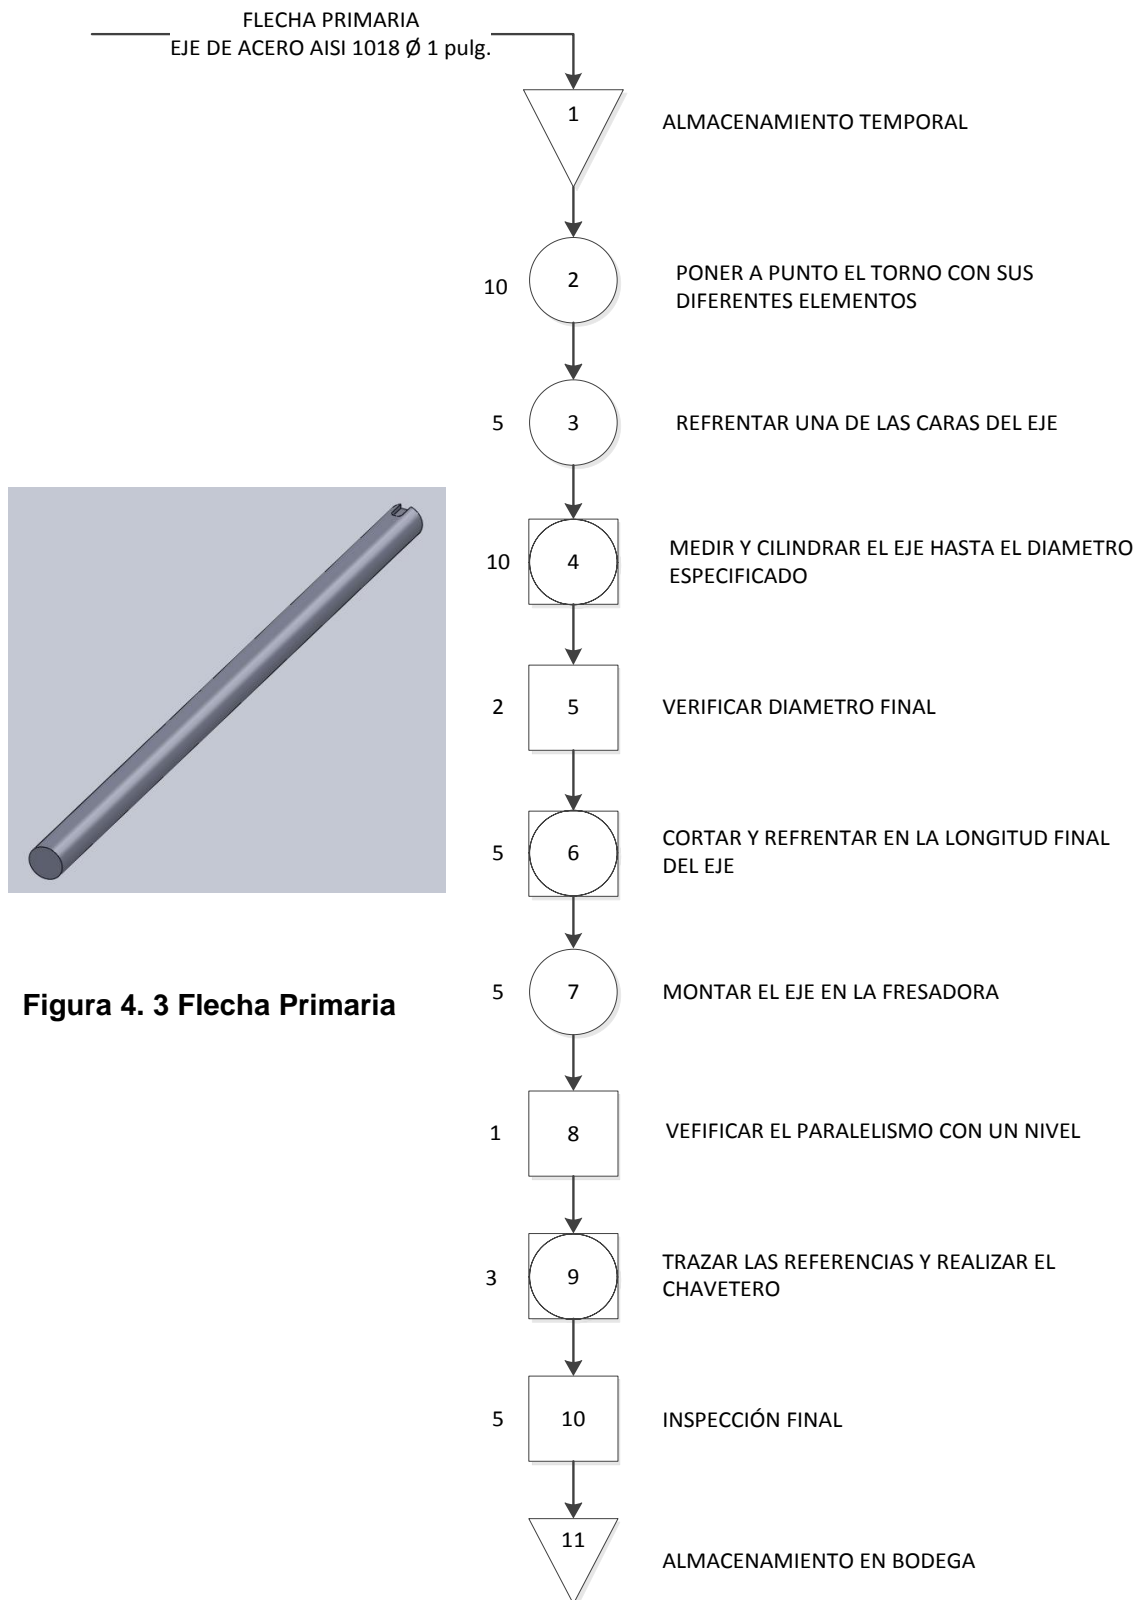 FLECHA PRIMARIA
EJE DE ACERO AISI 1018 Ø 1 pulg.
1
ALMACENAMIENTO TEMPORAL
10
2
PONER A PUNTO EL TORNO CON SUS
DIFERENTES ELEMENTOS
5
3
REFRENTAR UNA DE LAS CARAS DEL EJE
10
4
MEDIR Y CILINDRAR EL EJE HASTA EL DIAMETRO
ESPECIFICADO
2
5
VERIFICAR DIAMETRO FINAL
5
6
CORTAR Y REFRENTAR EN LA LONGITUD FINAL
DEL EJE
Figura 4. 3 Flecha Primaria
5
7
MONTAR EL EJE EN LA FRESADORA
1
8
VEFIFICAR EL PARALELISMO CON UN NIVEL
3
9
TRAZAR LAS REFERENCIAS Y REALIZAR EL
CHAVETERO
5
10
INSPECCIÓN FINAL
11
ALMACENAMIENTO EN BODEGA